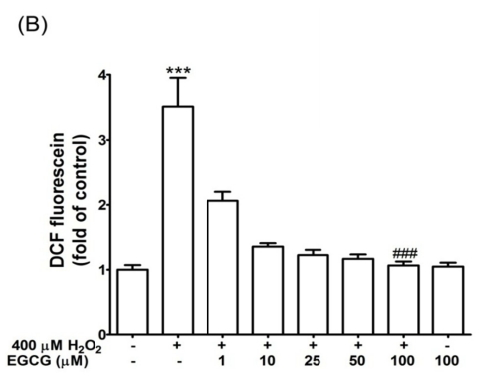 (B)
***
4
3
2
1
0
DCF fluorescein
(fold of control)
###
400 μM H₂O₂ - + + + + + + -
EGCG (μM) - - 1 10 25 50 100 100